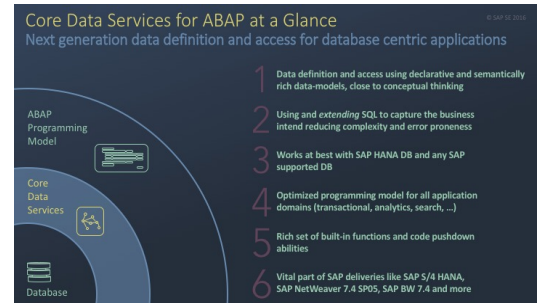 Core Data Services for ABAP at a Glance
© SAP SE 2016
Next generation data definition and access for database centric applications
1
Data definition and access using declarative and semantically
rich data-models, close to conceptual thinking
2
Using and extending SQL to capture the business
intend reducing complexity and error proneness
3
Works at best with SAP HANA DB and any SAP
supported DB
4
Optimized programming model for all application
domains (transactional, analytics, search, ...)
5
Rich set of built-in functions and code pushdown
abilities
6
Vital part of SAP deliveries like SAP S/4 HANA,
SAP NetWeaver 7.4 SP05, SAP BW 7.4 and more
ABAP
Programming
Model
Core
Data
Services
Database